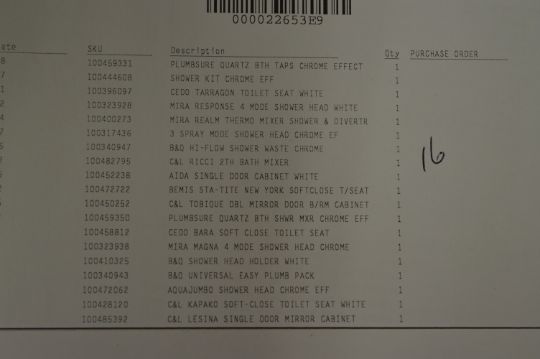 000022653E9
ate SKU Description Qty PURCHASE ORDER
8 100459331 PLUMBSURE QUARTZ BTH TAPS CHROME EFFECT 1
7 100444608 SHOWER KIT CHROME EFF 1
1 100396097 CEDO TARRAGON TOILET SEAT WHITE 1
2 100323928 MIRA RESPONSE 4 MODE SHOWER HEAD WHITE 1
4 100400273 MIRA REALM THERMO MIXER SHOWER & DIVERTR 1
7 100317436 3 SPRAY MODE SHOWER HEAD CHROME EF 1
5 100340947 B&Q HI-FLOW SHOWER WASTE CHROME 1
100482795 C&L RICCI 2TH BATH MIXER 1
16
100452238 AIDA SINGLE DOOR CABINET WHITE 1
100472722 BEMIS STA-TITE NEW YORK SOFTCLOSE T/SEAT 1
100450252 C&L TOBIQUE DBL MIRROR DOOR B/RM CABINET 1
100459350 PLUMBSURE QUARTZ BTH SHWR MXR CHROME EFF 1
100458812 CEDO BARA SOFT CLOSE TOILET SEAT 1
100323938 MIRA MAGNA 4 MODE SHOWER HEAD CHROME 1
100410325 B&Q SHOWER HEAD HOLDER WHITE 1
100340943 B&Q UNIVERSAL EASY PLUMB PACK 1
100472062 AQUAJUMBO SHOWER HEAD CHROME EFF 1
100428120 C&L KAPAKO SOFT-CLOSE TOILET SEAT WHITE 1
100485392 C&L LESINA SINGLE DOOR MIRROR CABINET 1